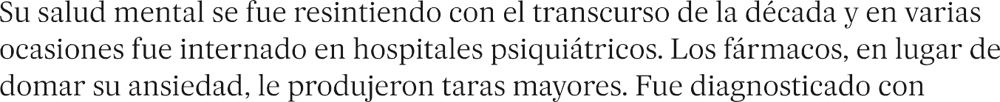 Su salud mental se fue resintiendo con el transcurso de la década y en varias
ocasiones fue internado en hospitales psiquiátricos. Los fármacos, en lugar de
domar su ansiedad, le produjeron taras mayores. Fue diagnosticado con